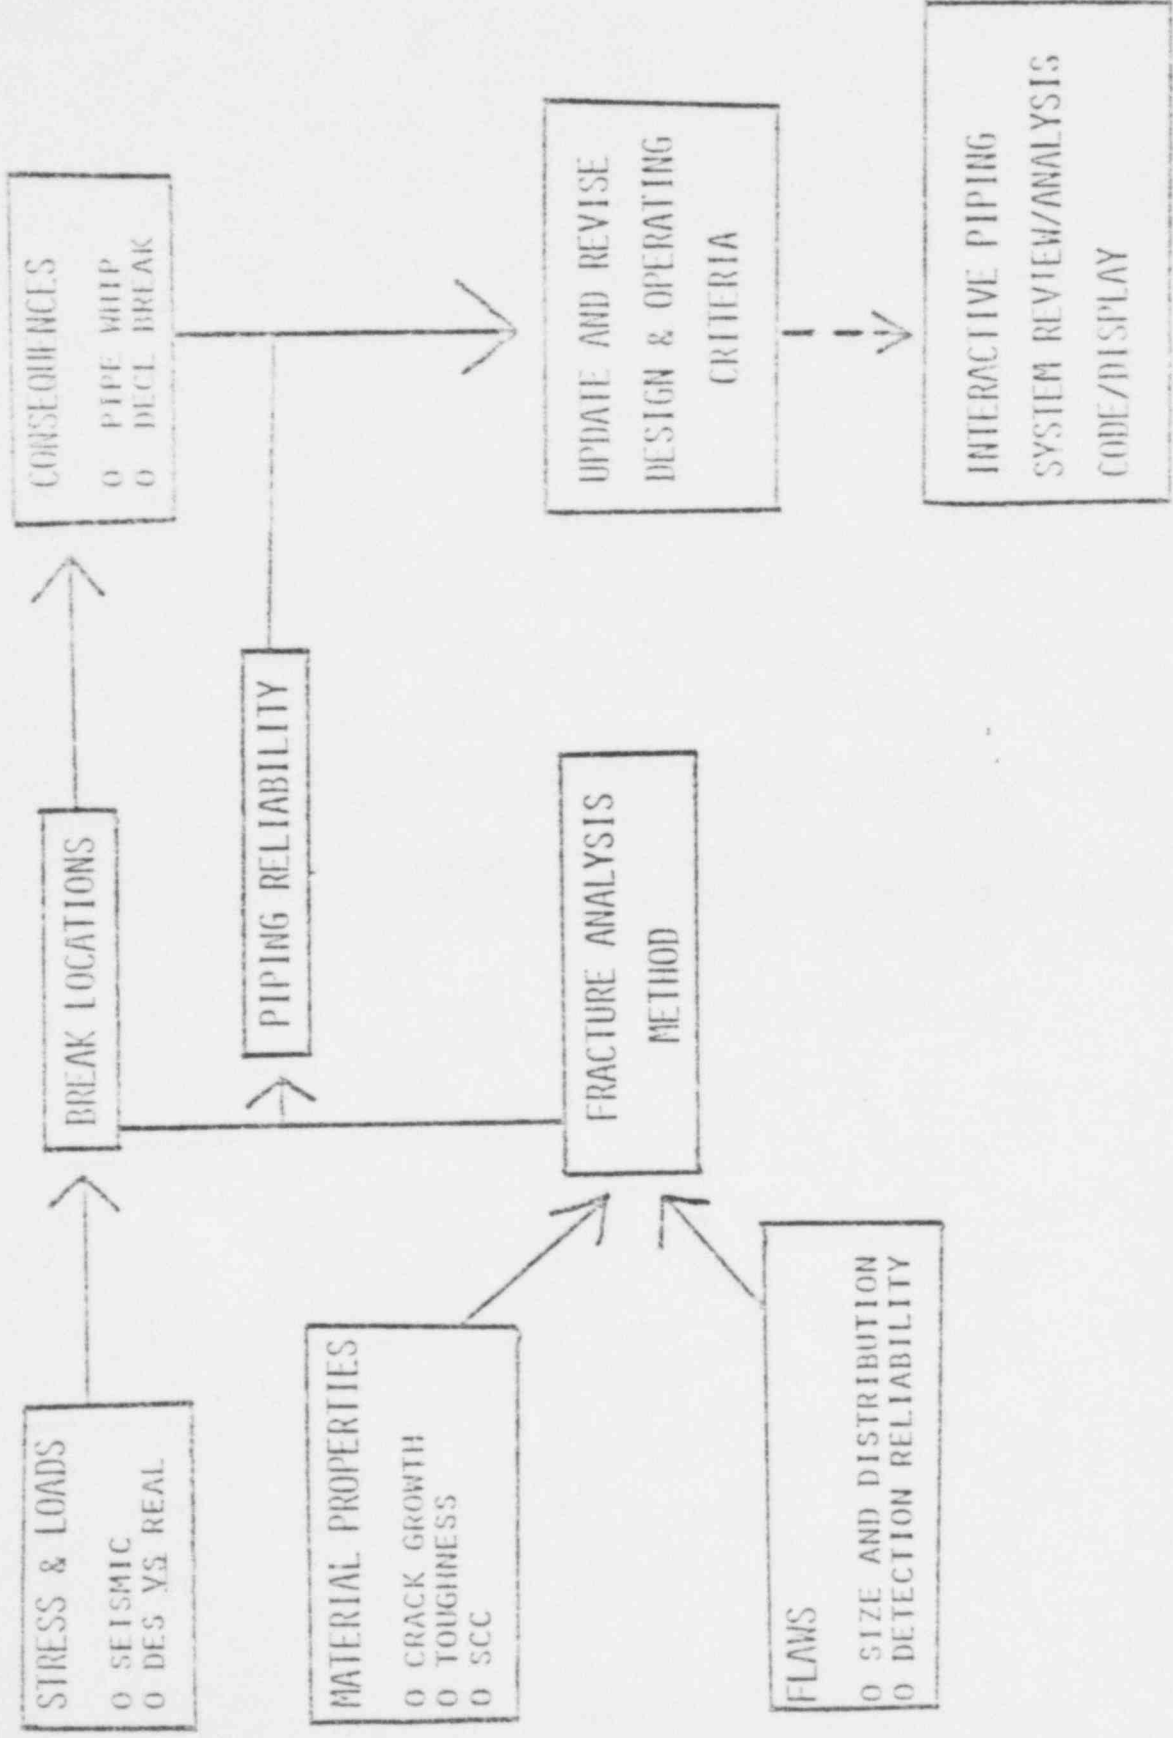 STRESS & LOADS
O SEISMIC
O DES VS REAL
BREAK LOCATIONS
CONSEQUENCES
O PIPE WHIP
O DECL BREAK
PIPING RELIABILITY
MATERIAL PROPERTIES
O CRACK GROWTH
O TOUGHNESS
O SCC
FRACTURE ANALYSIS
METHOD
FLAWS
O SIZE AND DISTRIBUTION
O DETECTION RELIABILITY
UPDATE AND REVISE
DESIGN & OPERATING
CRITERIA
INTERACTIVE PIPING
SYSTEM REVIEW/ANALYSIS
CODE/DISPLAY